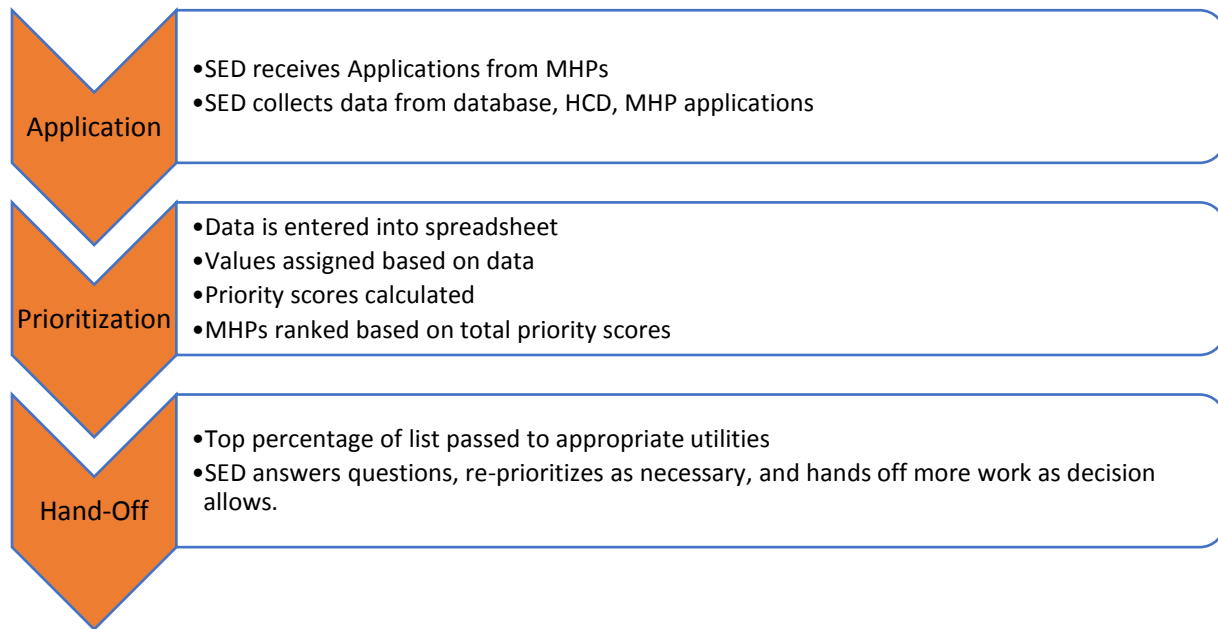 Application
•SED receives Applications from MHPs
•SED collects data from database, HCD, MHP applications
Prioritization
•Data is entered into spreadsheet
•Values assigned based on data
•Priority scores calculated
•MHPs ranked based on total priority scores
Hand-Off
•Top percentage of list passed to appropriate utilities
•SED answers questions, re-prioritizes as necessary, and hands off more work as decision
allows.